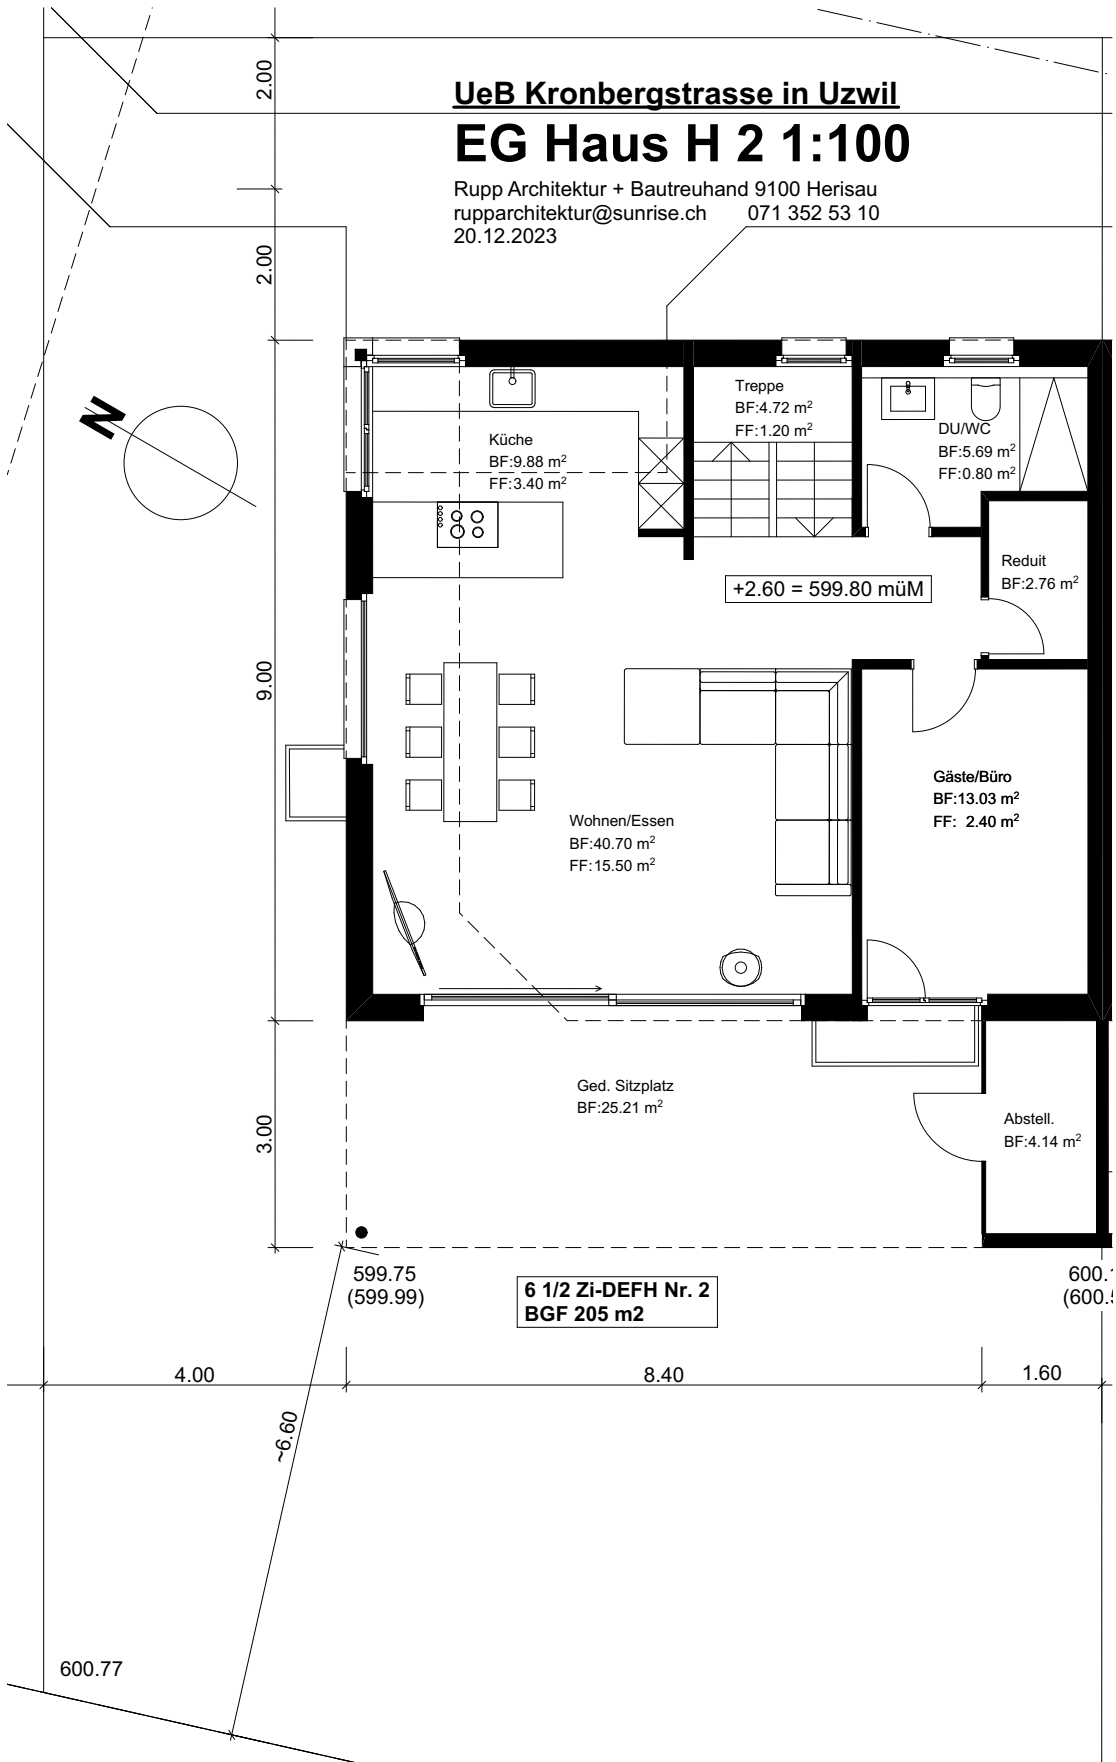 UeB Kronbergstrasse in Uzwil
EG Haus H 2 1:100
Rupp Architektur + Bautreuhand 9100 Herisau
rupparchitektur@sunrise.ch 071 352 53 10
20.12.2023
2.00
2.00
N
Treppe
BF:4.72 m²
FF:1.20 m²
DU/WC
BF:5.69 m²
FF:0.80 m²
Küche
BF:9.88 m²
FF:3.40 m²
Reduit
BF:2.76 m²
+2.60 = 599.80 müM
9.00
Gäste/Büro
BF:13.03 m²
FF: 2.40 m²
Wohnen/Essen
BF:40.70 m²
FF:15.50 m²
Ged. Sitzplatz
BF:25.21 m²
Abstell.
BF:4.14 m²
3.00
599.75
(599.99)
6 1/2 Zi-DEFH Nr. 2
BGF 205 m2
600.
(600.
4.00
8.40
1.60
~6.60
600.77